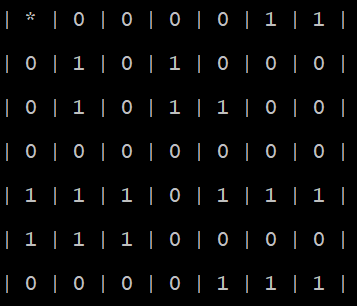 | * | 0 | 0 | 0 | 0 | 1 | 1 |
| 0 | 1 | 0 | 1 | 0 | 0 | 0 |
| 0 | 1 | 0 | 1 | 1 | 0 | 0 |
| 0 | 0 | 0 | 0 | 0 | 0 | 0 |
| 1 | 1 | 1 | 0 | 1 | 1 | 1 |
| 1 | 1 | 1 | 0 | 0 | 0 | 0 |
| 0 | 0 | 0 | 0 | 1 | 1 | 1 |